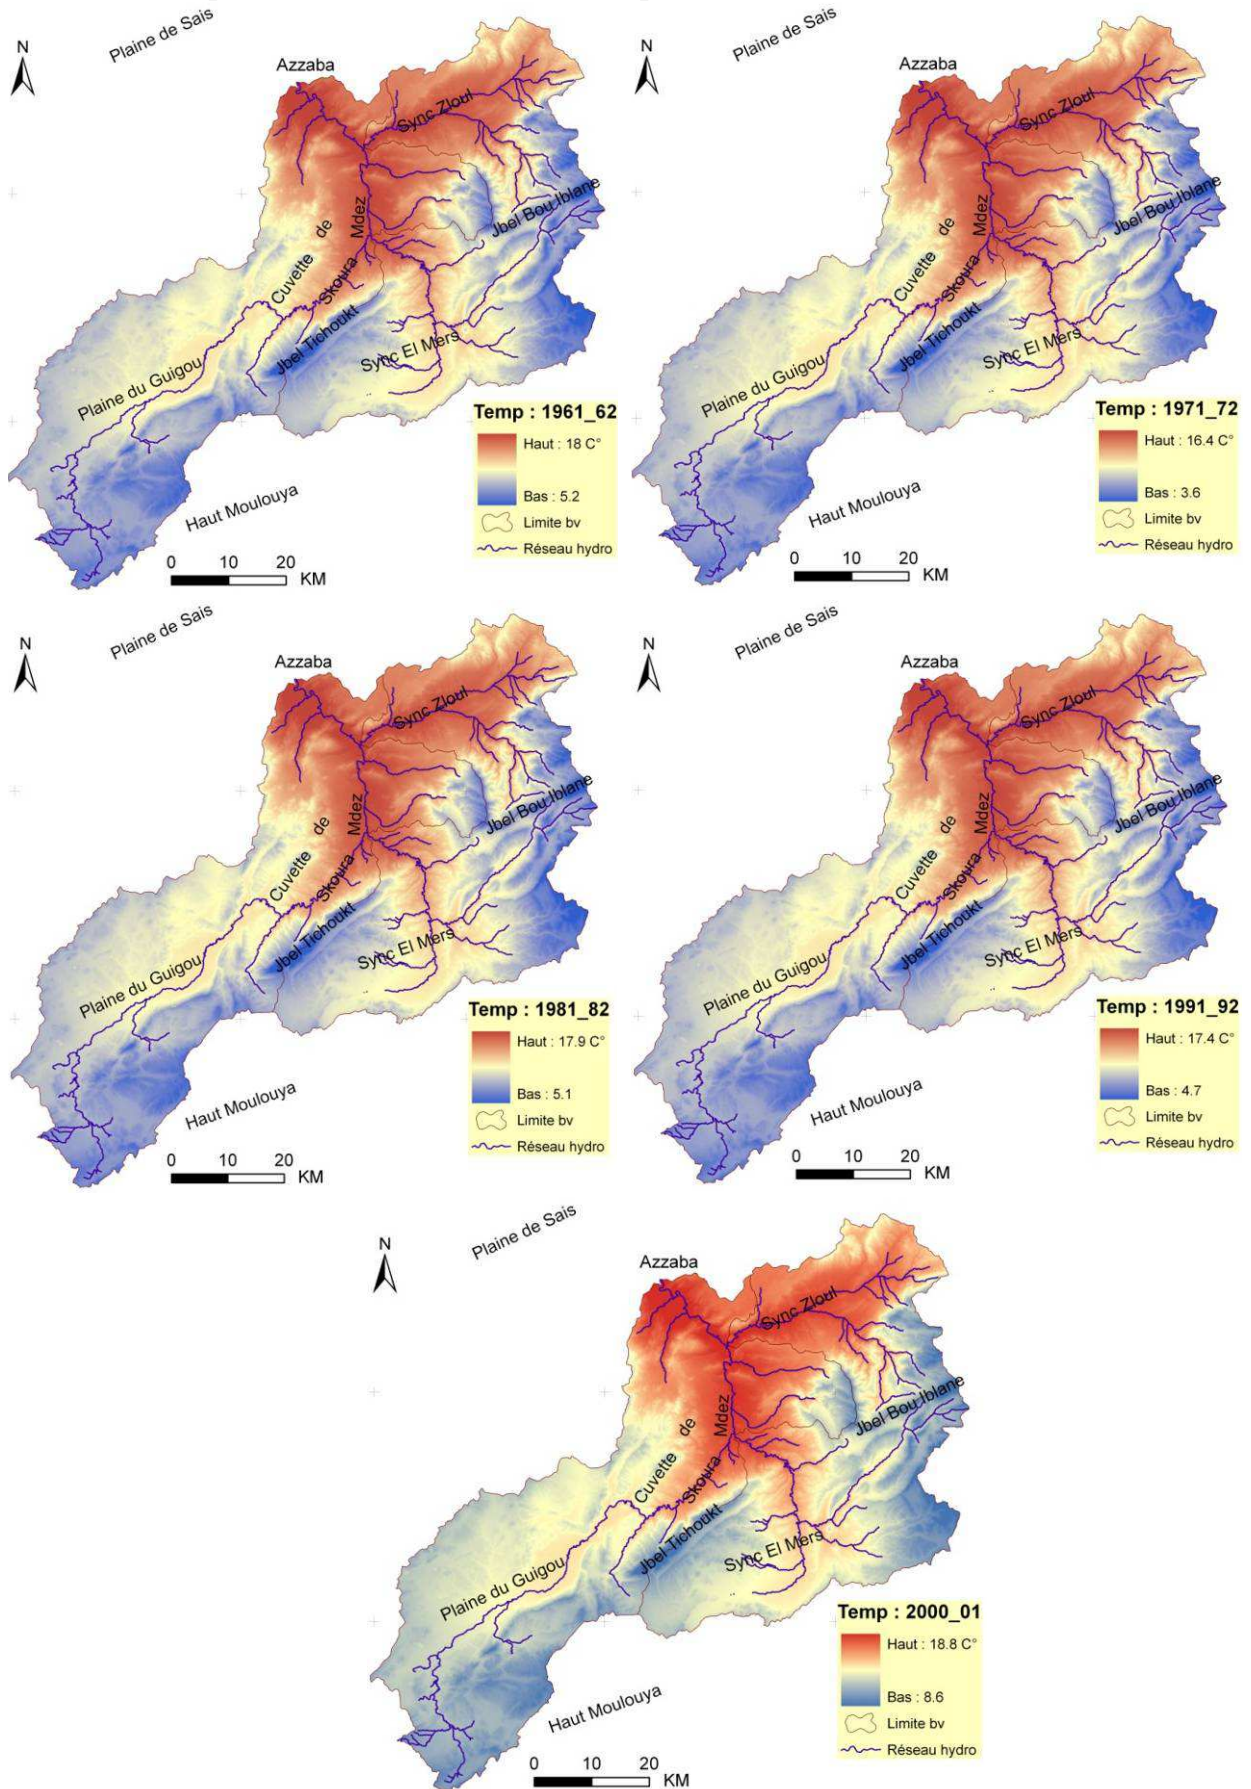 Plaine de Sais
N
Azzaba
Sync Zloul
Jbel Bou Iblane
Mdez
de
Cuvette
Skoura
Jbel Tichoukt
Sync El Mers
Plaine du Guigou
Haut Moulouya
Temp : 1961_62
Haut : 18 C°
Bas : 5.2
Limite bv
Réseau hydro
0 10 20
KM
Plaine de Sais
N
Azzaba
Sync Zloul
Jbel Bou Iblane
Mdez
de
Cuvette
Skoura
Jbel Tichoukt
Sync El Mers
Plaine du Guigou
Haut Moulouya
Temp : 1971_72
Haut : 16.4 C°
Bas : 3.6
Limite bv
Réseau hydro
0 10 20
KM
Plaine de Sais
N
Azzaba
Sync Zloul
Jbel Bou Iblane
Mdez
de
Cuvette
Skoura
Jbel Tichoukt
Sync El Mers
Plaine du Guigou
Haut Moulouya
Temp : 1981_82
Haut : 17.9 C°
Bas : 5.1
Limite bv
Réseau hydro
0 10 20
KM
Plaine de Sais
N
Azzaba
Sync Zloul
Jbel Bou Iblane
Mdez
de
Cuvette
Skoura
Jbel Tichoukt
Sync El Mers
Plaine du Guigou
Haut Moulouya
Temp : 1991_92
Haut : 17.4 C°
Bas : 4.7
Limite bv
Réseau hydro
0 10 20
KM
Plaine de Sais
N
Azzaba
Sync Zloul
Jbel Bou Iblane
Mdez
de
Cuvette
Skoura
Jbel Tichoukt
Sync El Mers
Plaine du Guigou
Haut Moulouya
Temp : 2000_01
Haut : 18.8 C°
Bas : 8.6
Limite bv
Réseau hydro
0 10 20
KM